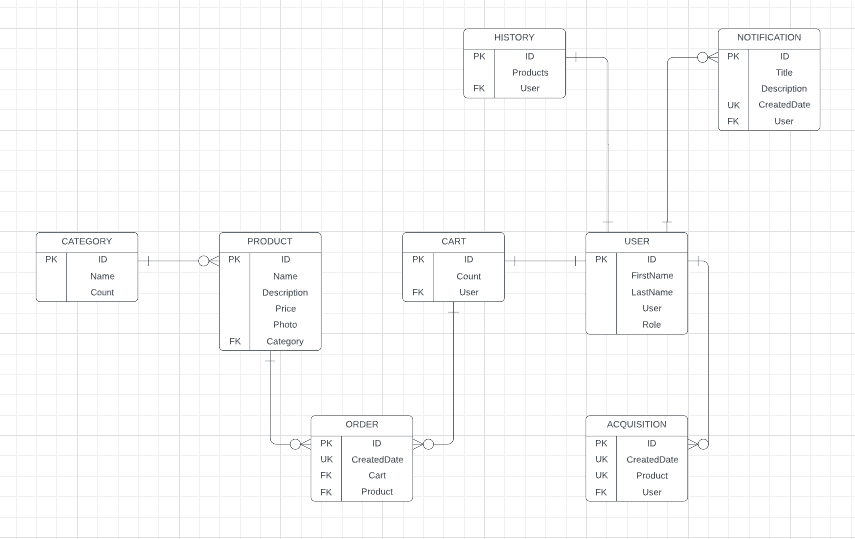 HISTORY
PK ID
Products
FK User
NOTIFICATION
PK ID
Title
Description
UK CreatedDate
FK User
CATEGORY
PK ID
Name
Count
PRODUCT
PK ID
Name
Description
Price
Photo
FK Category
CART
PK ID
Count
FK User
USER
PK ID
FirstName
LastName
User
Role
ORDER
PK ID
UK CreatedDate
FK Cart
FK Product
ACQUISITION
PK ID
UK CreatedDate
UK Product
FK User